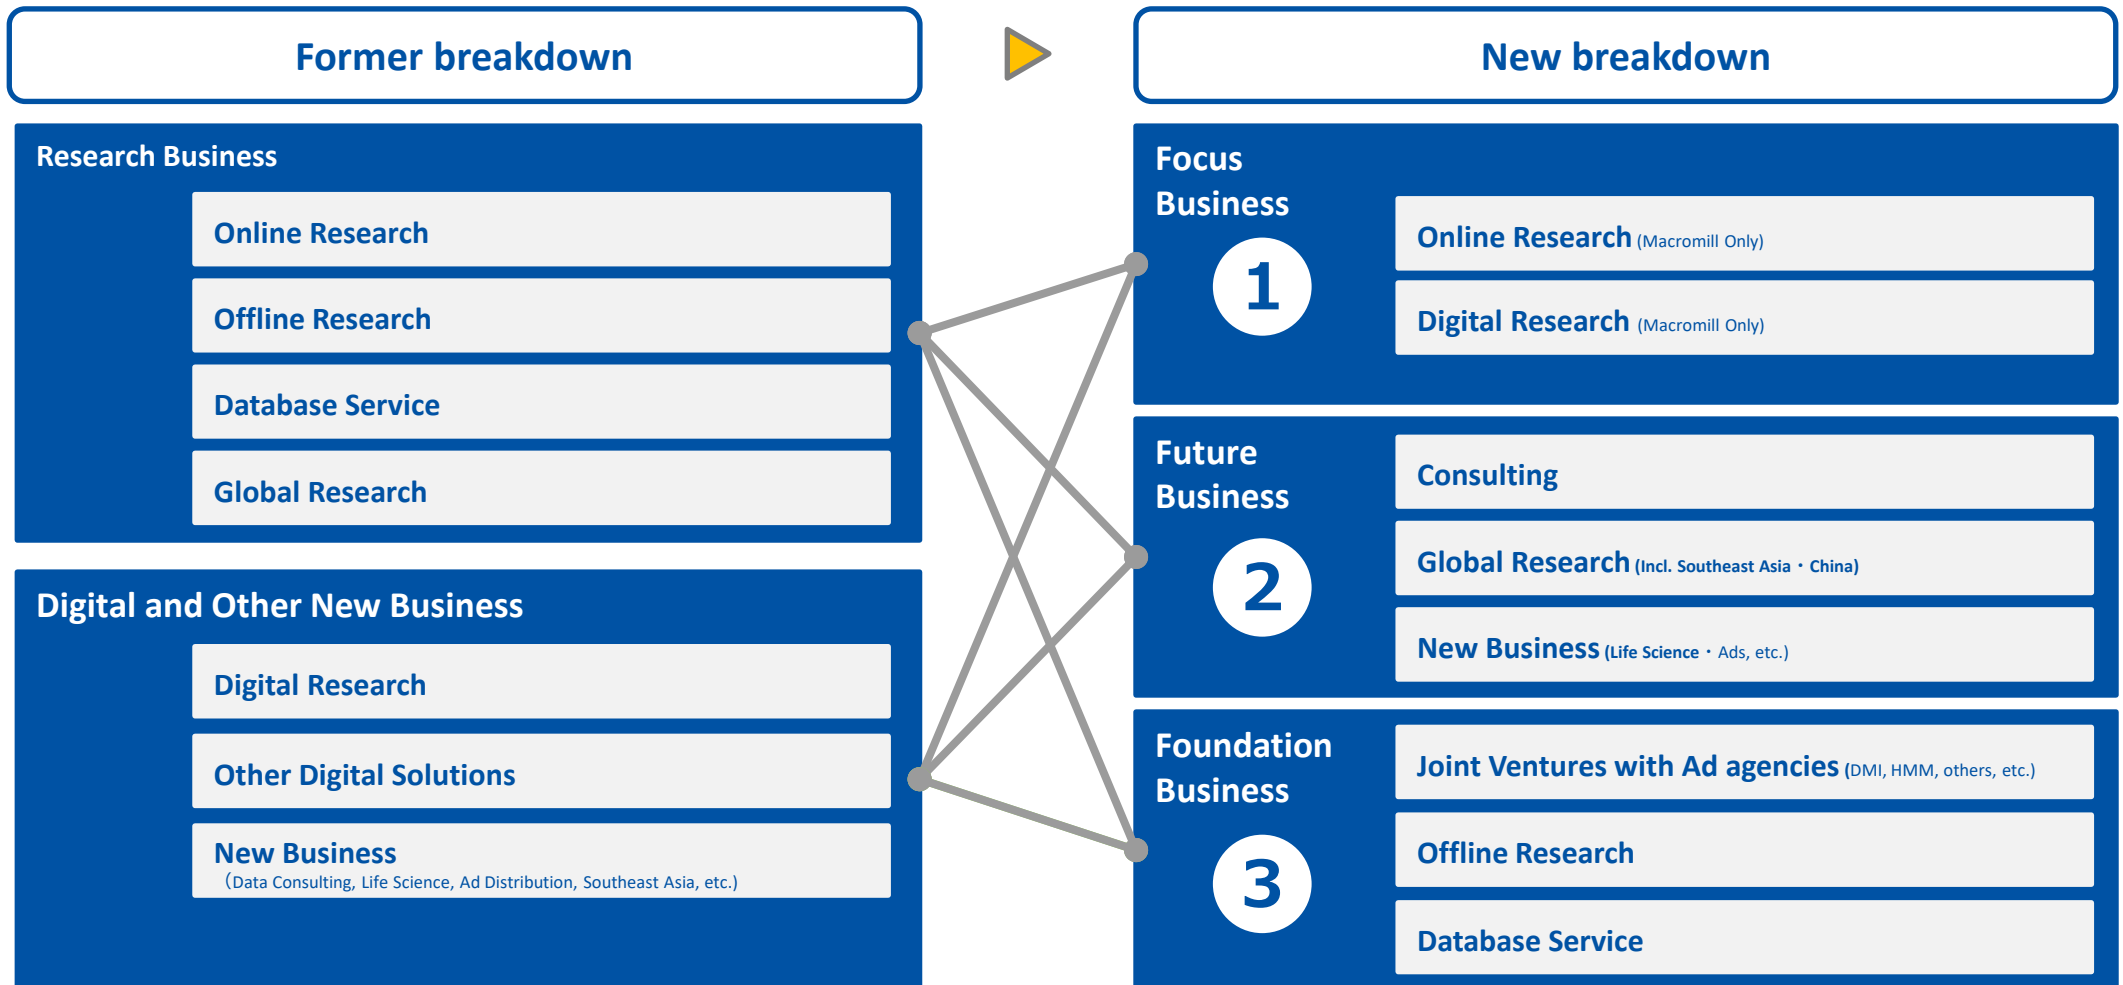 Former breakdown
New breakdown
Research Business
Online Research
Offline Research
Database Service
Global Research
Digital and Other New Business
Digital Research
Other Digital Solutions
New Business
（Data Consulting, Life Science, Ad Distribution, Southeast Asia, etc.)
Focus
Business
1
Online Research (Macromill Only)
Digital Research (Macromill Only)
Future
Business
2
Consulting
Global Research (Incl. Southeast Asia・China)
New Business (Life Science・Ads, etc.)
Foundation
Business
3
Joint Ventures with Ad agencies (DMI, HMM, others, etc.)
Offline Research
Database Service